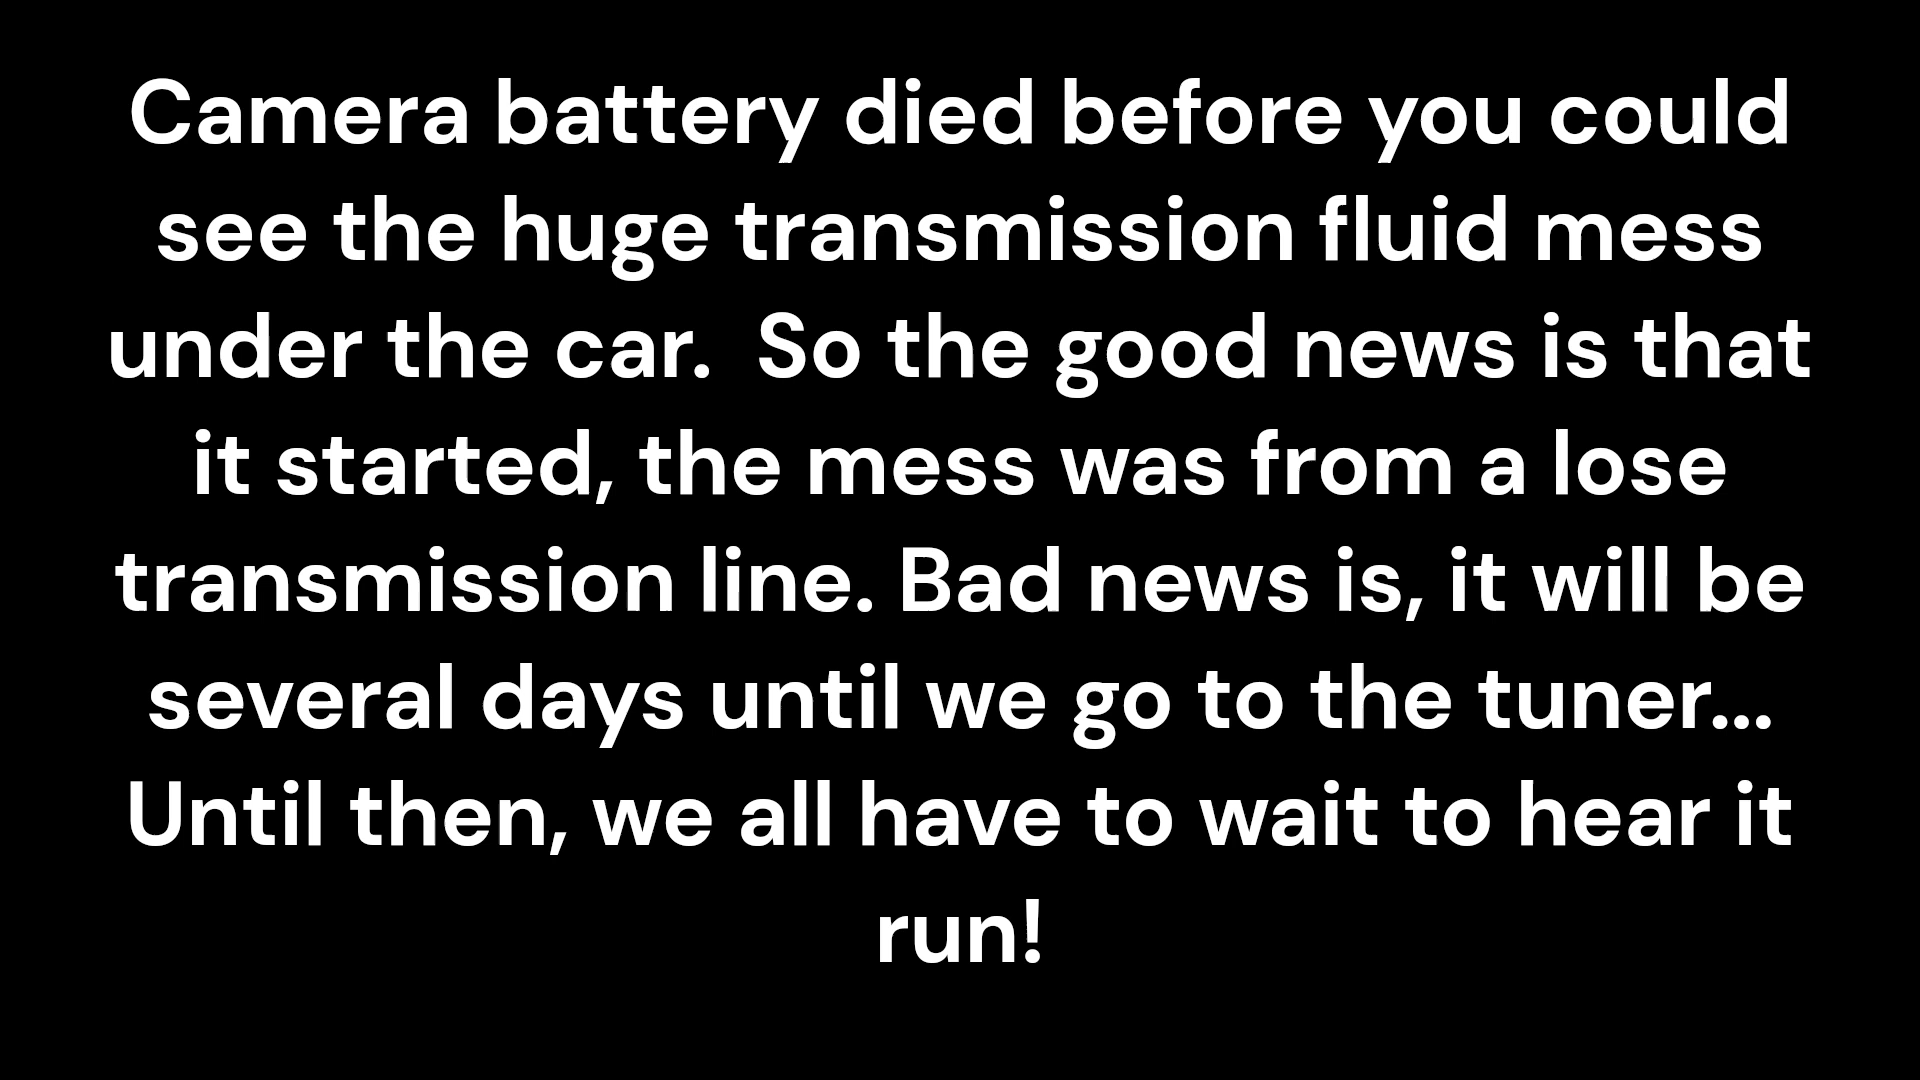 Camera battery died before you could
see the huge transmission fluid mess
under the car.  So the good news is that
it started, the mess was from a lose
transmission line. Bad news is, it will be
several days until we go to the tuner...
Until then, we all have to wait to hear it
run!